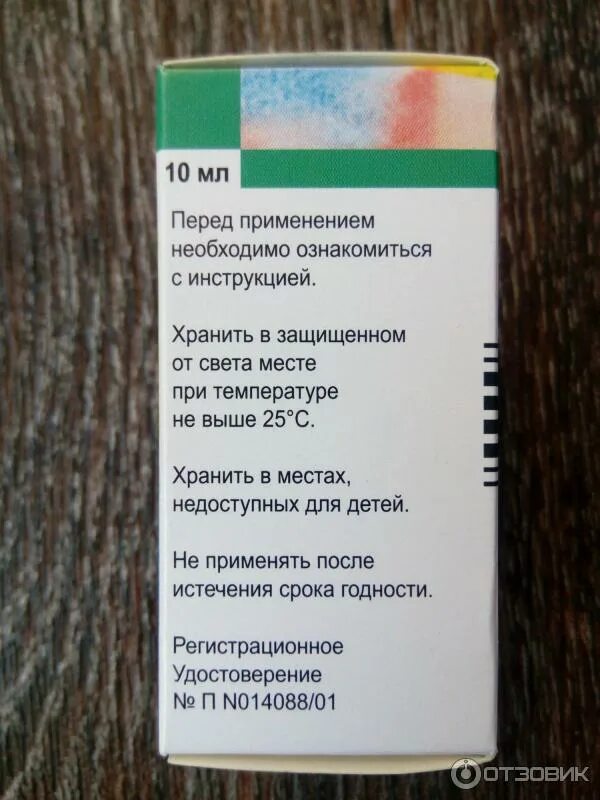 10 мл
Перед применением
необходимо ознакомиться
с инструкцией.
Хранить в защищенном
от света месте
при температуре
не выше 25°С.
Хранить в местах,
недоступных для детей.
Не применять после
истечения срока годности.
Регистрационное
Удостоверение
№ П N014088/01
ОТЗОВИК